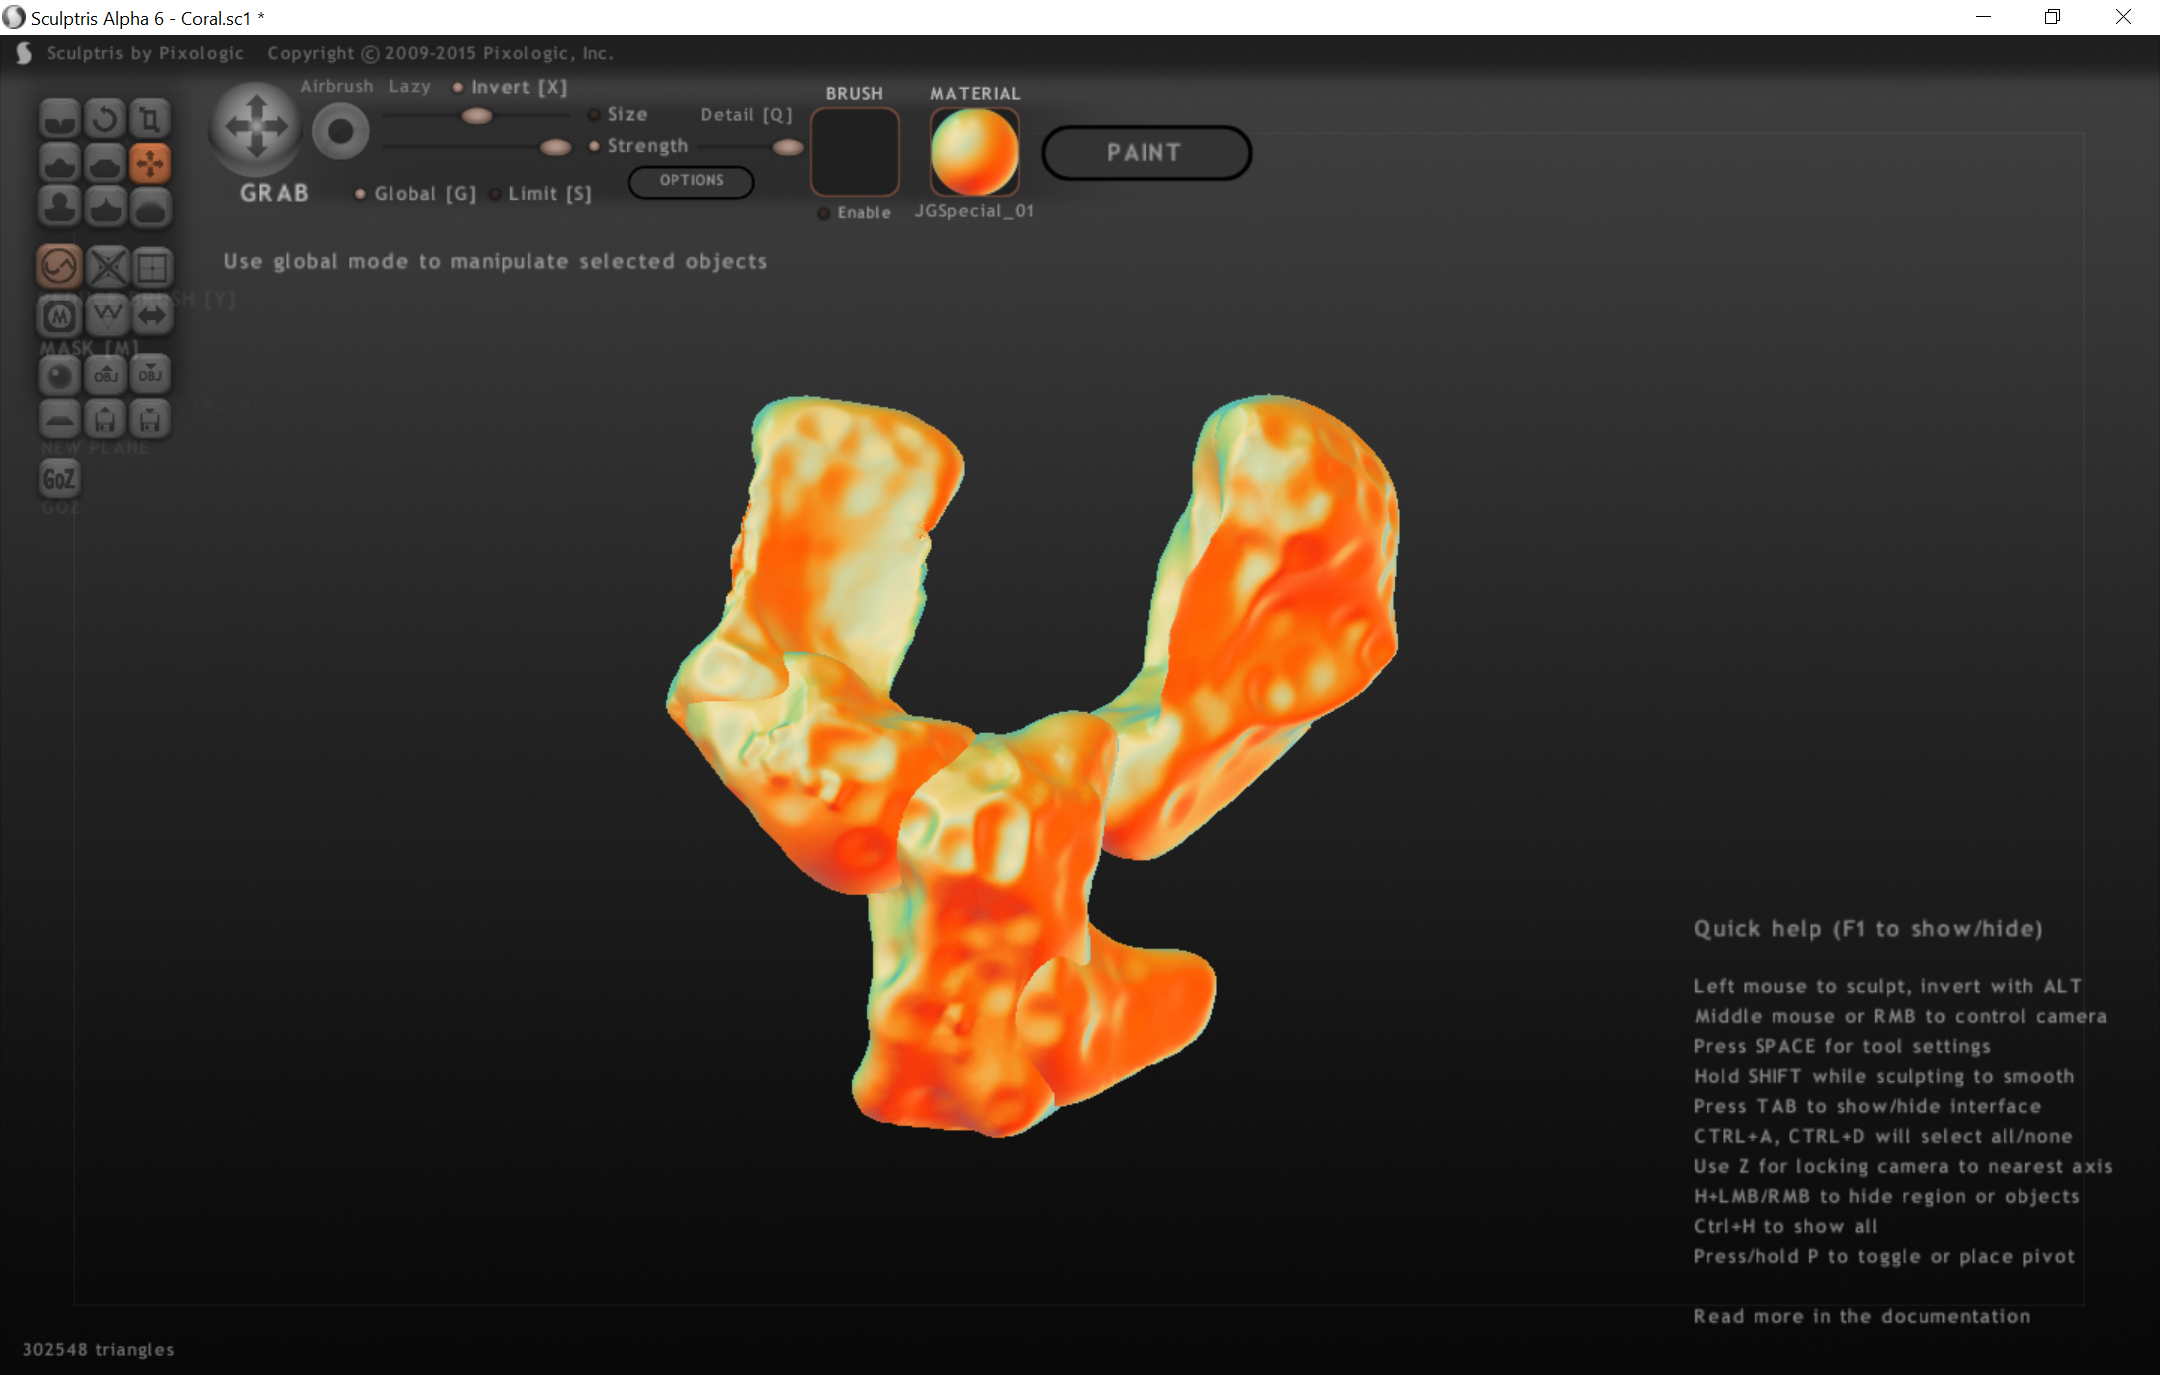 Sculptris Alpha 6 - Coral.sc1 *
Sculptris by Pixologic Copyright © 2009-2015 Pixologic, Inc.
Airbrush Lazy Invert [X]
Size Detail [Q]
Strength
GRAB Global [G] Limit [S] OPTIONS
BRUSH
Enable
MATERIAL
JGSpecial_01
PAINT
Use global mode to manipulate selected objects
BRUSH [Y]
M
MASK [M]
OBJ OBJ
NEW PLANE
GoZ
GOZ
Quick help (F1 to show/hide)
Left mouse to sculpt, invert with ALT
Middle mouse or RMB to control camera
Press SPACE for tool settings
Hold SHIFT while sculpting to smooth
Press TAB to show/hide interface
CTRL+A, CTRL+D will select all/none
Use Z for locking camera to nearest axis
H+LMB/RMB to hide region or objects
Ctrl+H to show all
Press/hold P to toggle or place pivot
Read more in the documentation
302548 triangles